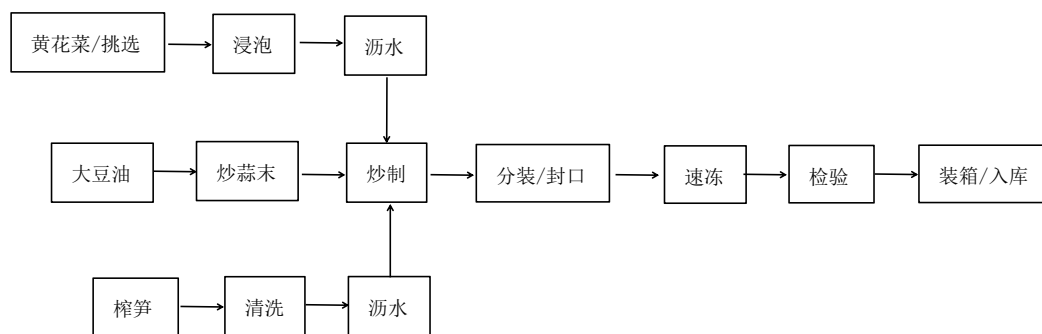 黄花菜/挑选
浸泡
沥水
大豆油
炒蒜末
炒制
分装/封口
速冻
检验
装箱/入库
榨笋
清洗
沥水